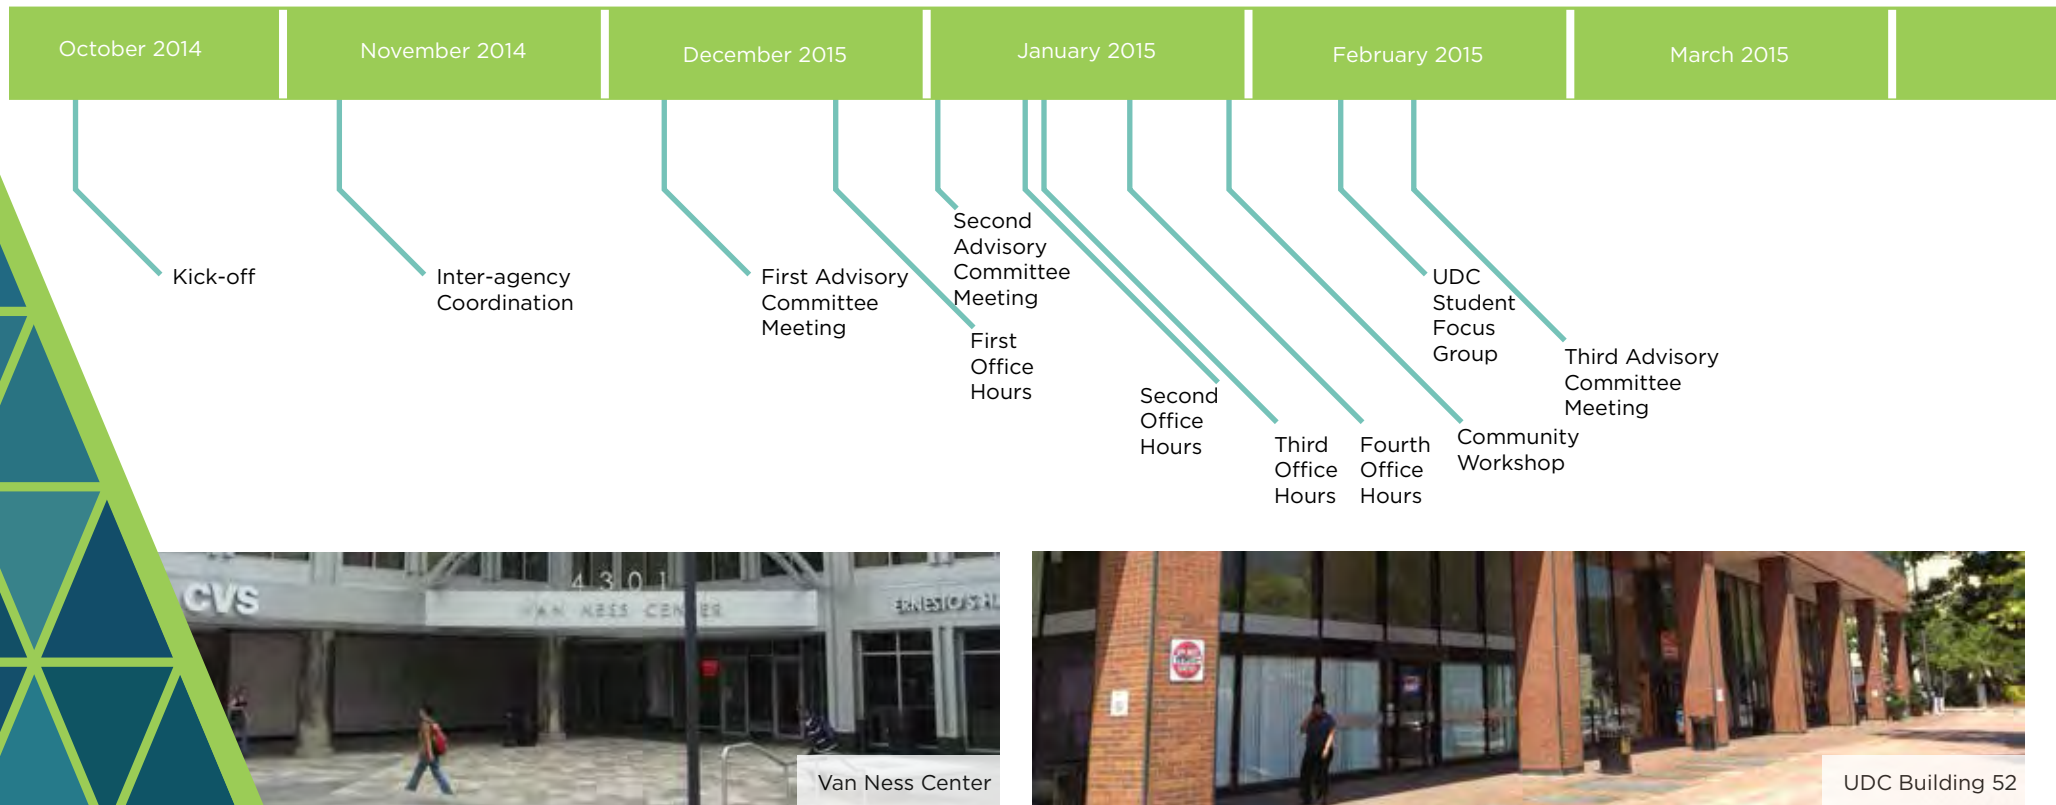 October 2014
November 2014
December 2015
January 2015
February 2015
March 2015
Kick-off
Inter-agency
Coordination
First Advisory
Committee
Meeting
First
Office
Hours
Second
Advisory
Committee
Meeting
Second
Office
Hours
Third
Office
Hours
Fourth
Office
Hours
Community
Workshop
UDC
Student
Focus
Group
Third Advisory
Committee
Meeting
CVS
4301
VAN NESS CENTER
ERNESTO'S
Van Ness Center
UDC Building 52